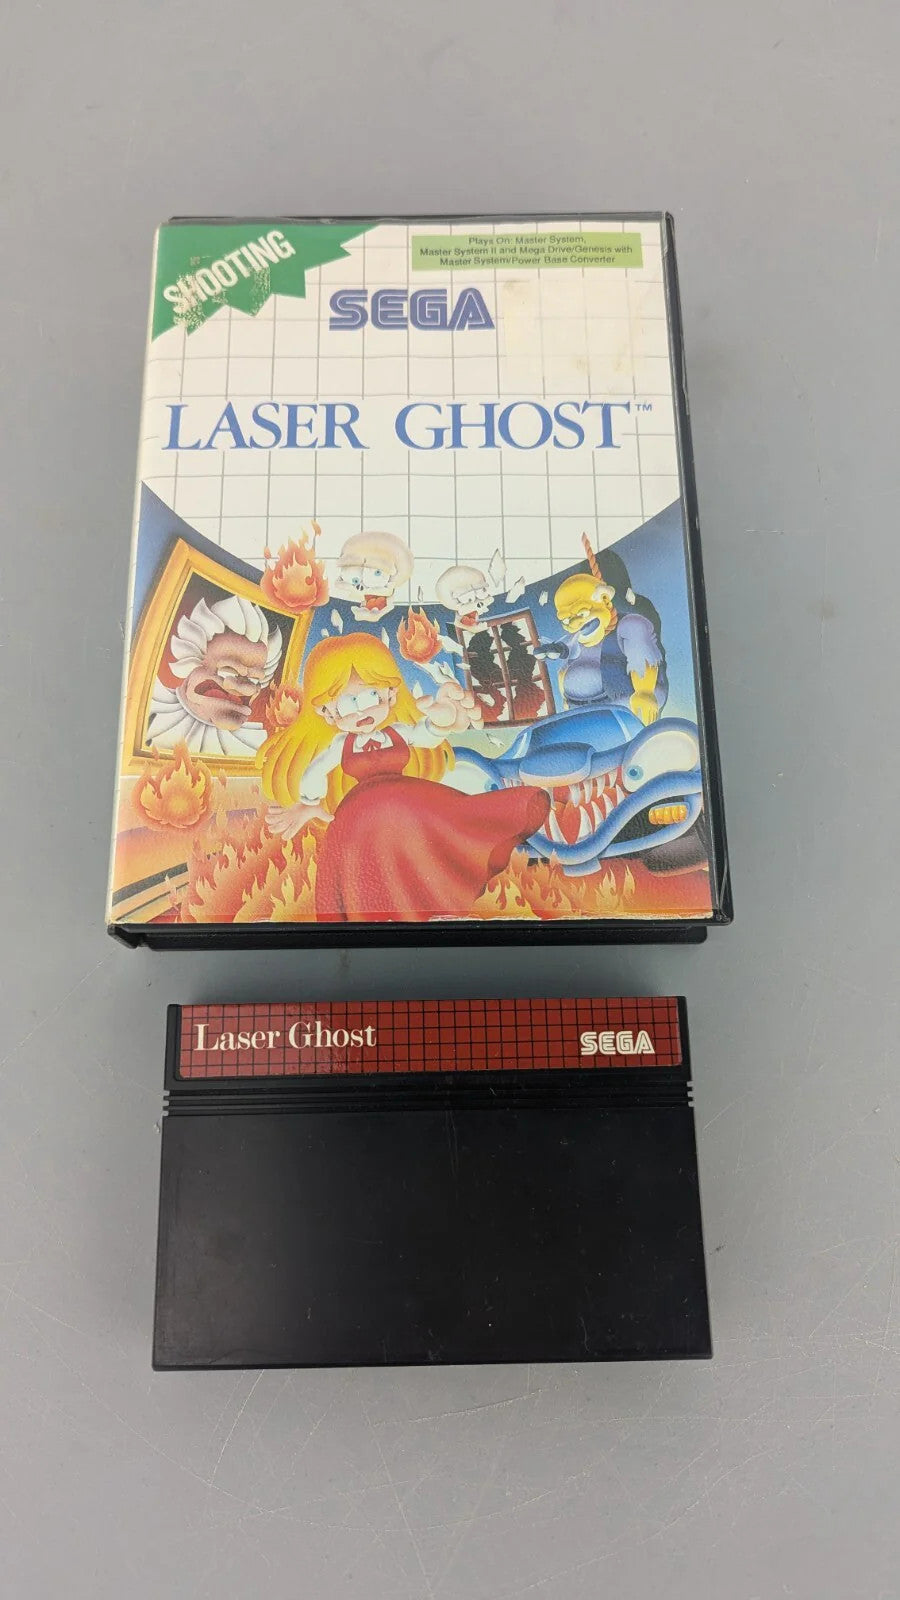 SHOOTING
Plays On: Master System,
Master System II and Mega Drive/Genesis with
Master System/Power Base Converter
SEGA
LASER GHOST™
Laser Ghost
SEGA